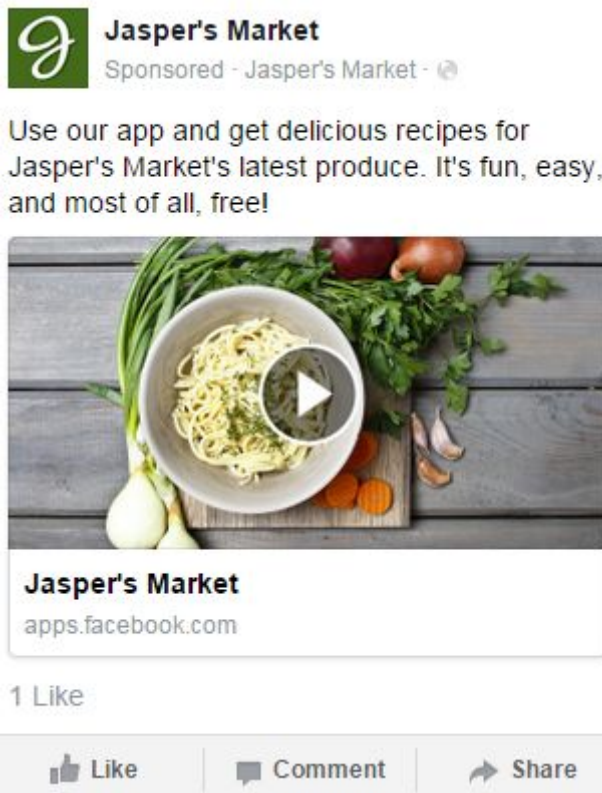 Jasper's Market
Sponsored · Jasper's Market ·
Use our app and get delicious recipes for
Jasper's Market's latest produce. It's fun, easy,
and most of all, free!
Jasper's Market
apps.facebook.com
1 Like
Like Comment Share